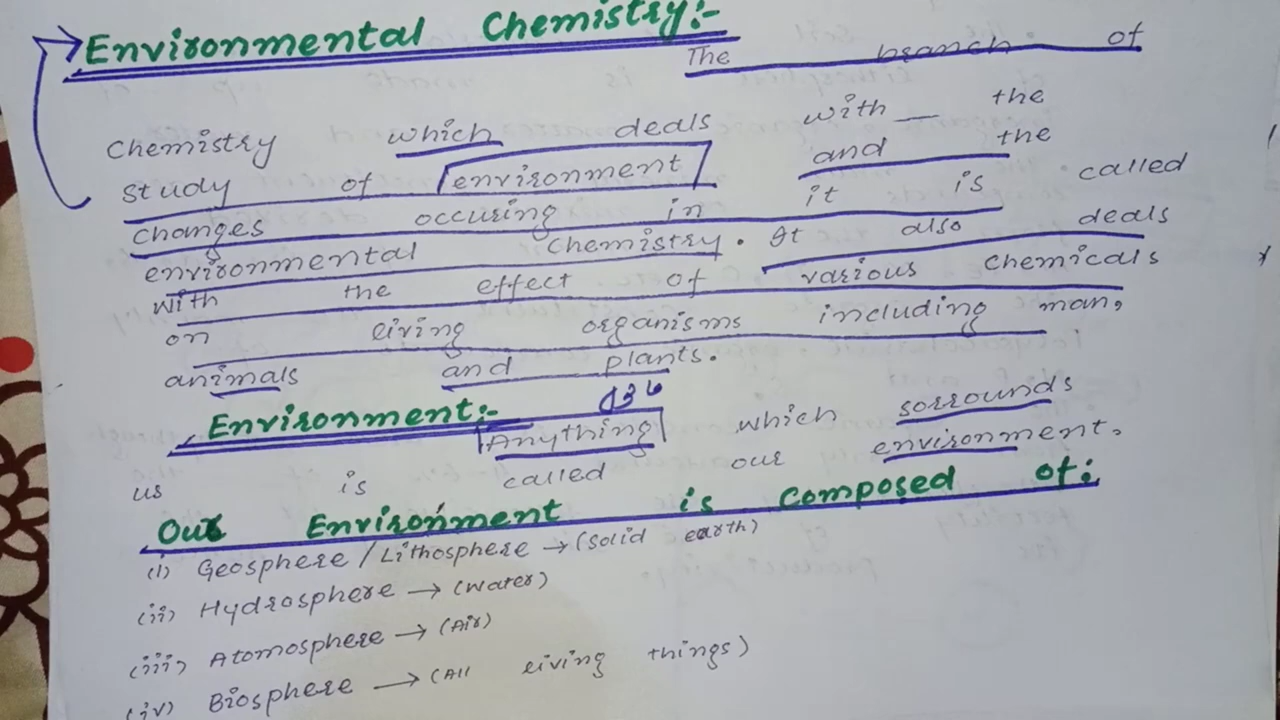 Environmental Chemistry:-
The branch of
Chemistry which deals with the
study of environment and the
changes occuring in it is called
environmental chemistry. It also deals
with the effect of various chemicals
on living organisms including man,
animals and plants.
Environment:-
Anything which sorrounds
us is called our environment.
Our Environment is composed of:
(i) Geosphere / Lithosphere → (Solid earth)
(ii) Hydrosphere → (Water)
(iii) Atomosphere → (Air)
(iv) Biosphere → (All living things)